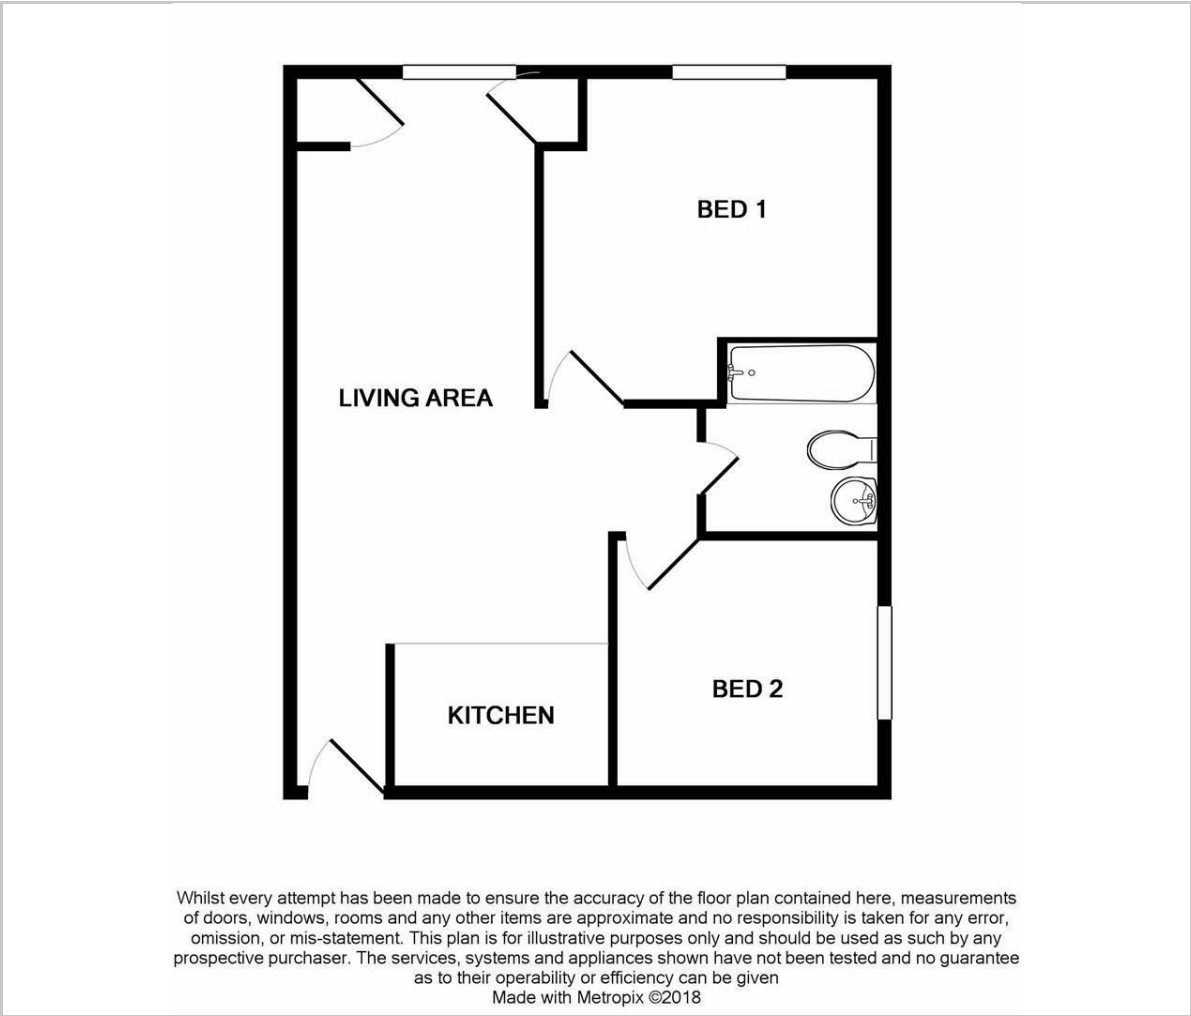 BED 1
LIVING AREA
BED 2
KITCHEN
Whilst every attempt has been made to ensure the accuracy of the floor plan contained here, measurements
of doors, windows, rooms and any other items are approximate and no responsibility is taken for any error,
omission, or mis-statement. This plan is for illustrative purposes only and should be used as such by any
prospective purchaser. The services, systems and appliances shown have not been tested and no guarantee
as to their operability or efficiency can be given
Made with Metropix ©2018